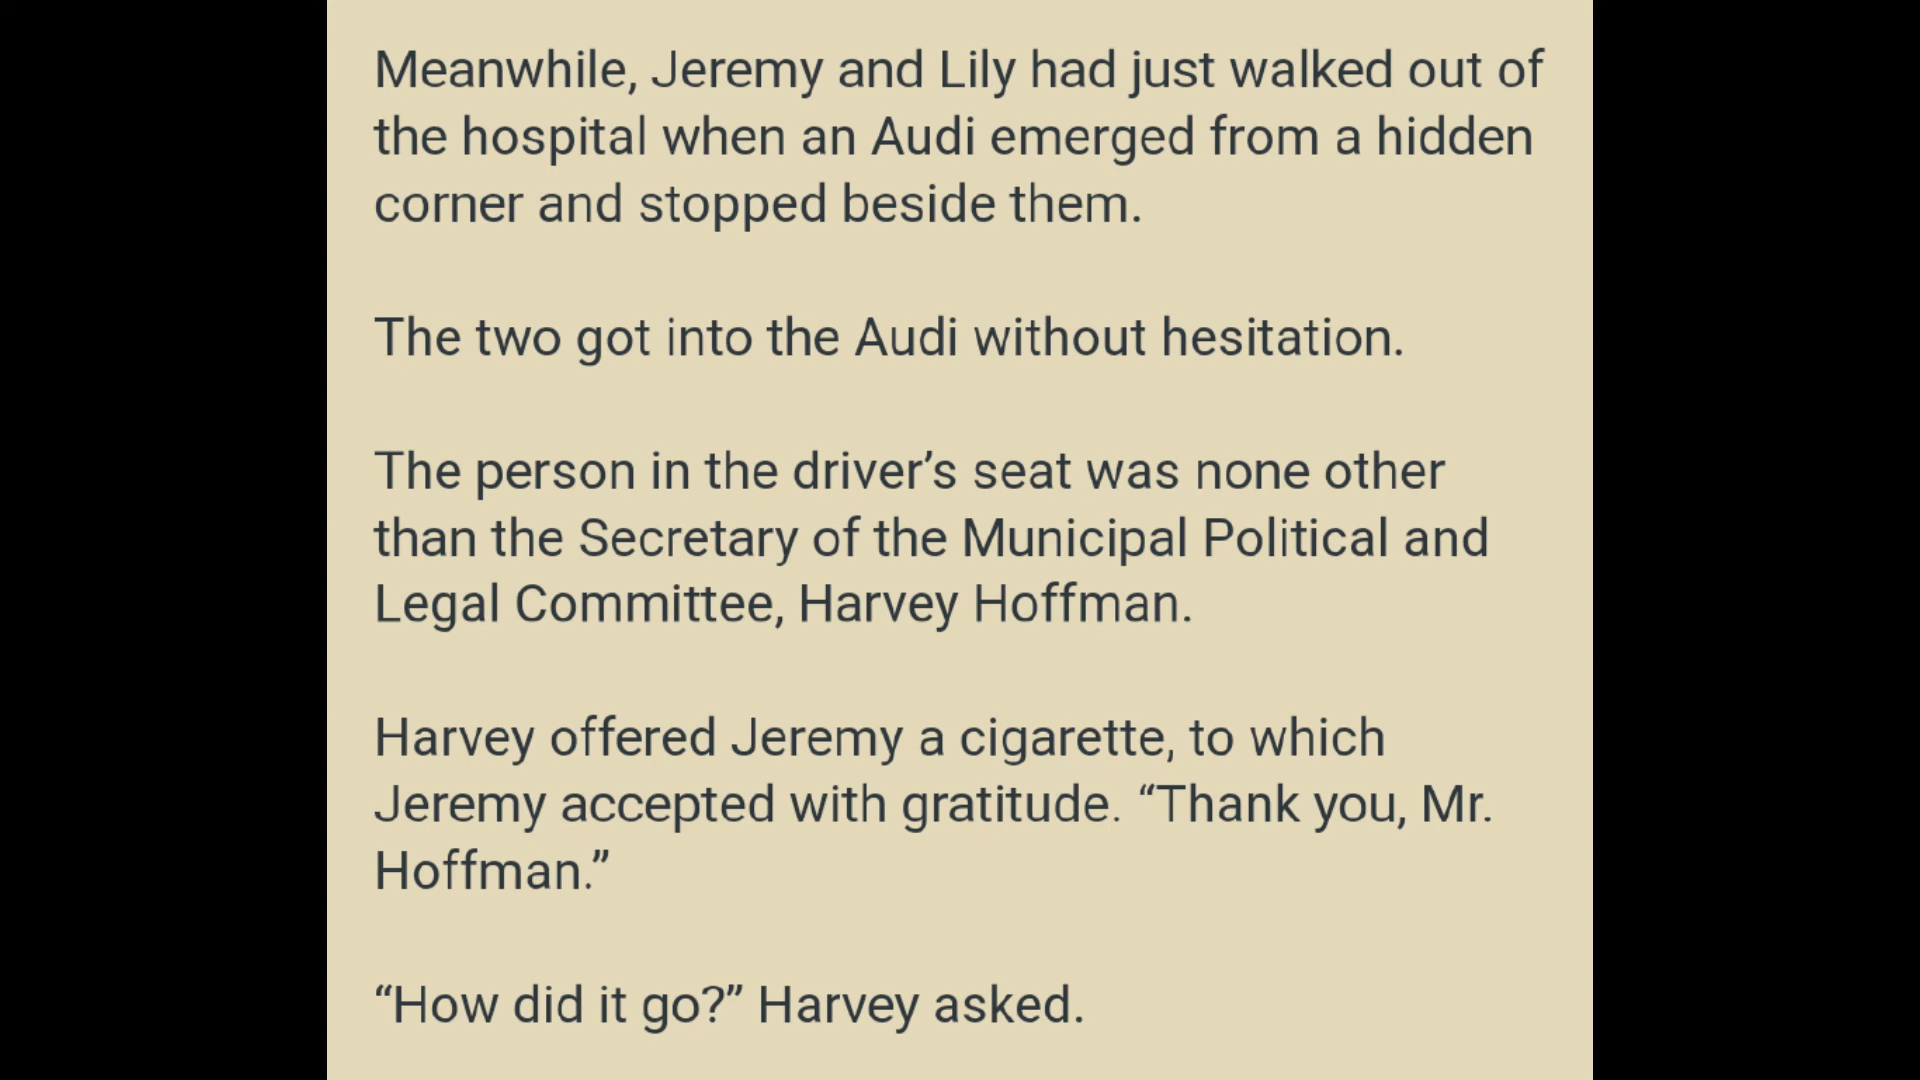 Meanwhile, Jeremy and Lily had just walked out of
the hospital when an Audi emerged from a hidden
corner and stopped beside them.
The two got into the Audi without hesitation.
The person in the driver’s seat was none other
than the Secretary of the Municipal Political and
Legal Committee, Harvey Hoffman.
Harvey offered Jeremy a cigarette, to which
Jeremy accepted with gratitude. “Thank you, Mr.
Hoffman.”
“How did it go?” Harvey asked.